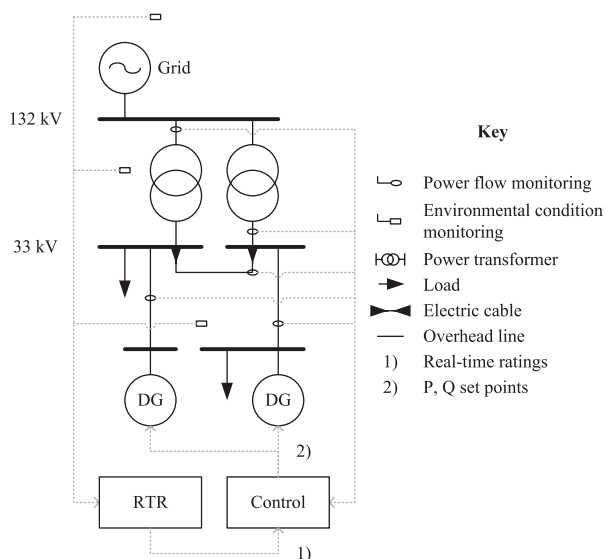 Grid
132 kV
33 kV
DG
DG
2)
RTR
Control
1)
Key
Power flow monitoring
Environmental condition
monitoring
Power transformer
Load
Electric cable
Overhead line
1) Real-time ratings
2) P, Q set points